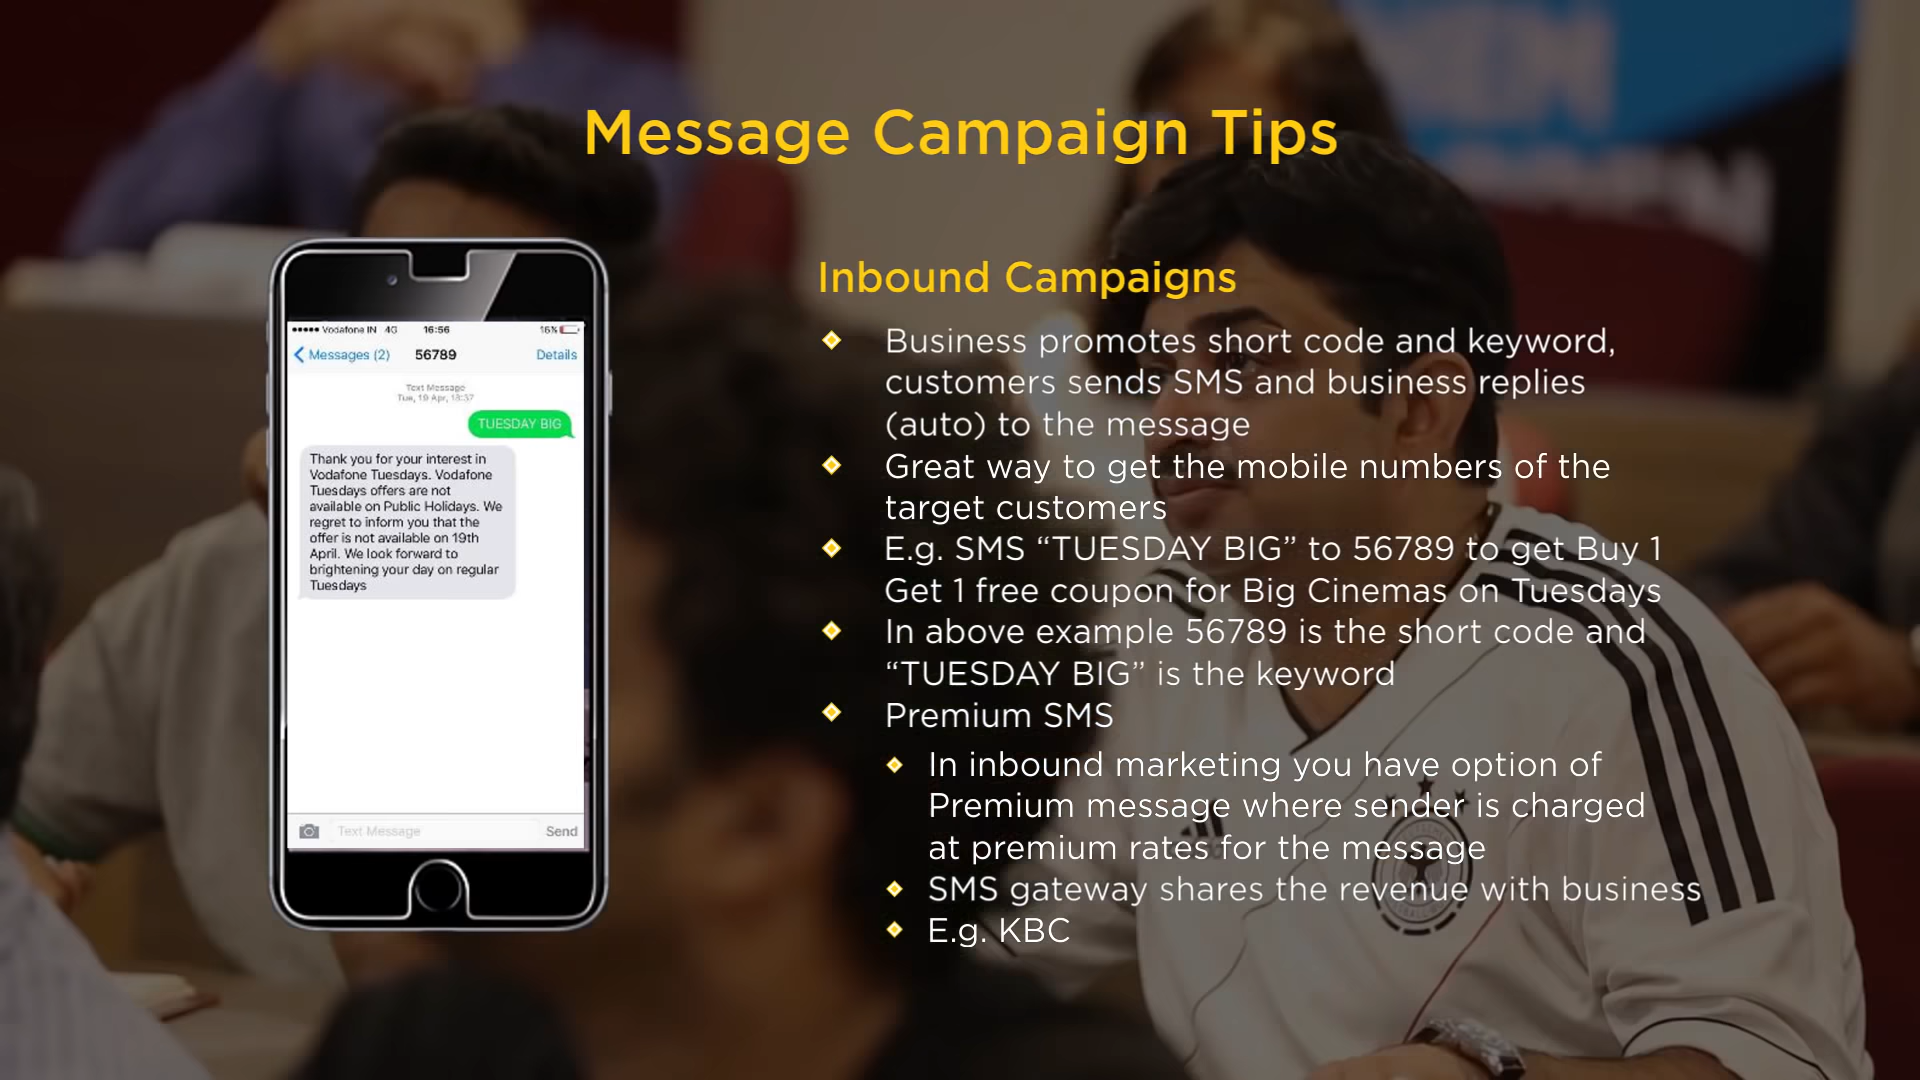 Message Campaign Tips
●●●●● Vodafone IN 4G 16:56 16%
Messages (2) 56789 Details
Text Message
Tue, 19 Apr, 13:37
TUESDAY BIG
Thank you for your interest in
Vodafone Tuesdays. Vodafone
Tuesdays offers are not
available on Public Holidays. We
regret to inform you that the
offer is not available on 19th
April. We look forward to
brightening your day on regular
Tuesdays
Text Message Send
Inbound Campaigns
Business promotes short code and keyword,
customers sends SMS and business replies
(auto) to the message
Great way to get the mobile numbers of the
target customers
E.g. SMS “TUESDAY BIG” to 56789 to get Buy 1
Get 1 free coupon for Big Cinemas on Tuesdays
In above example 56789 is the short code and
“TUESDAY BIG” is the keyword
Premium SMS
In inbound marketing you have option of
Premium message where sender is charged
at premium rates for the message
SMS gateway shares the revenue with business
E.g. KBC